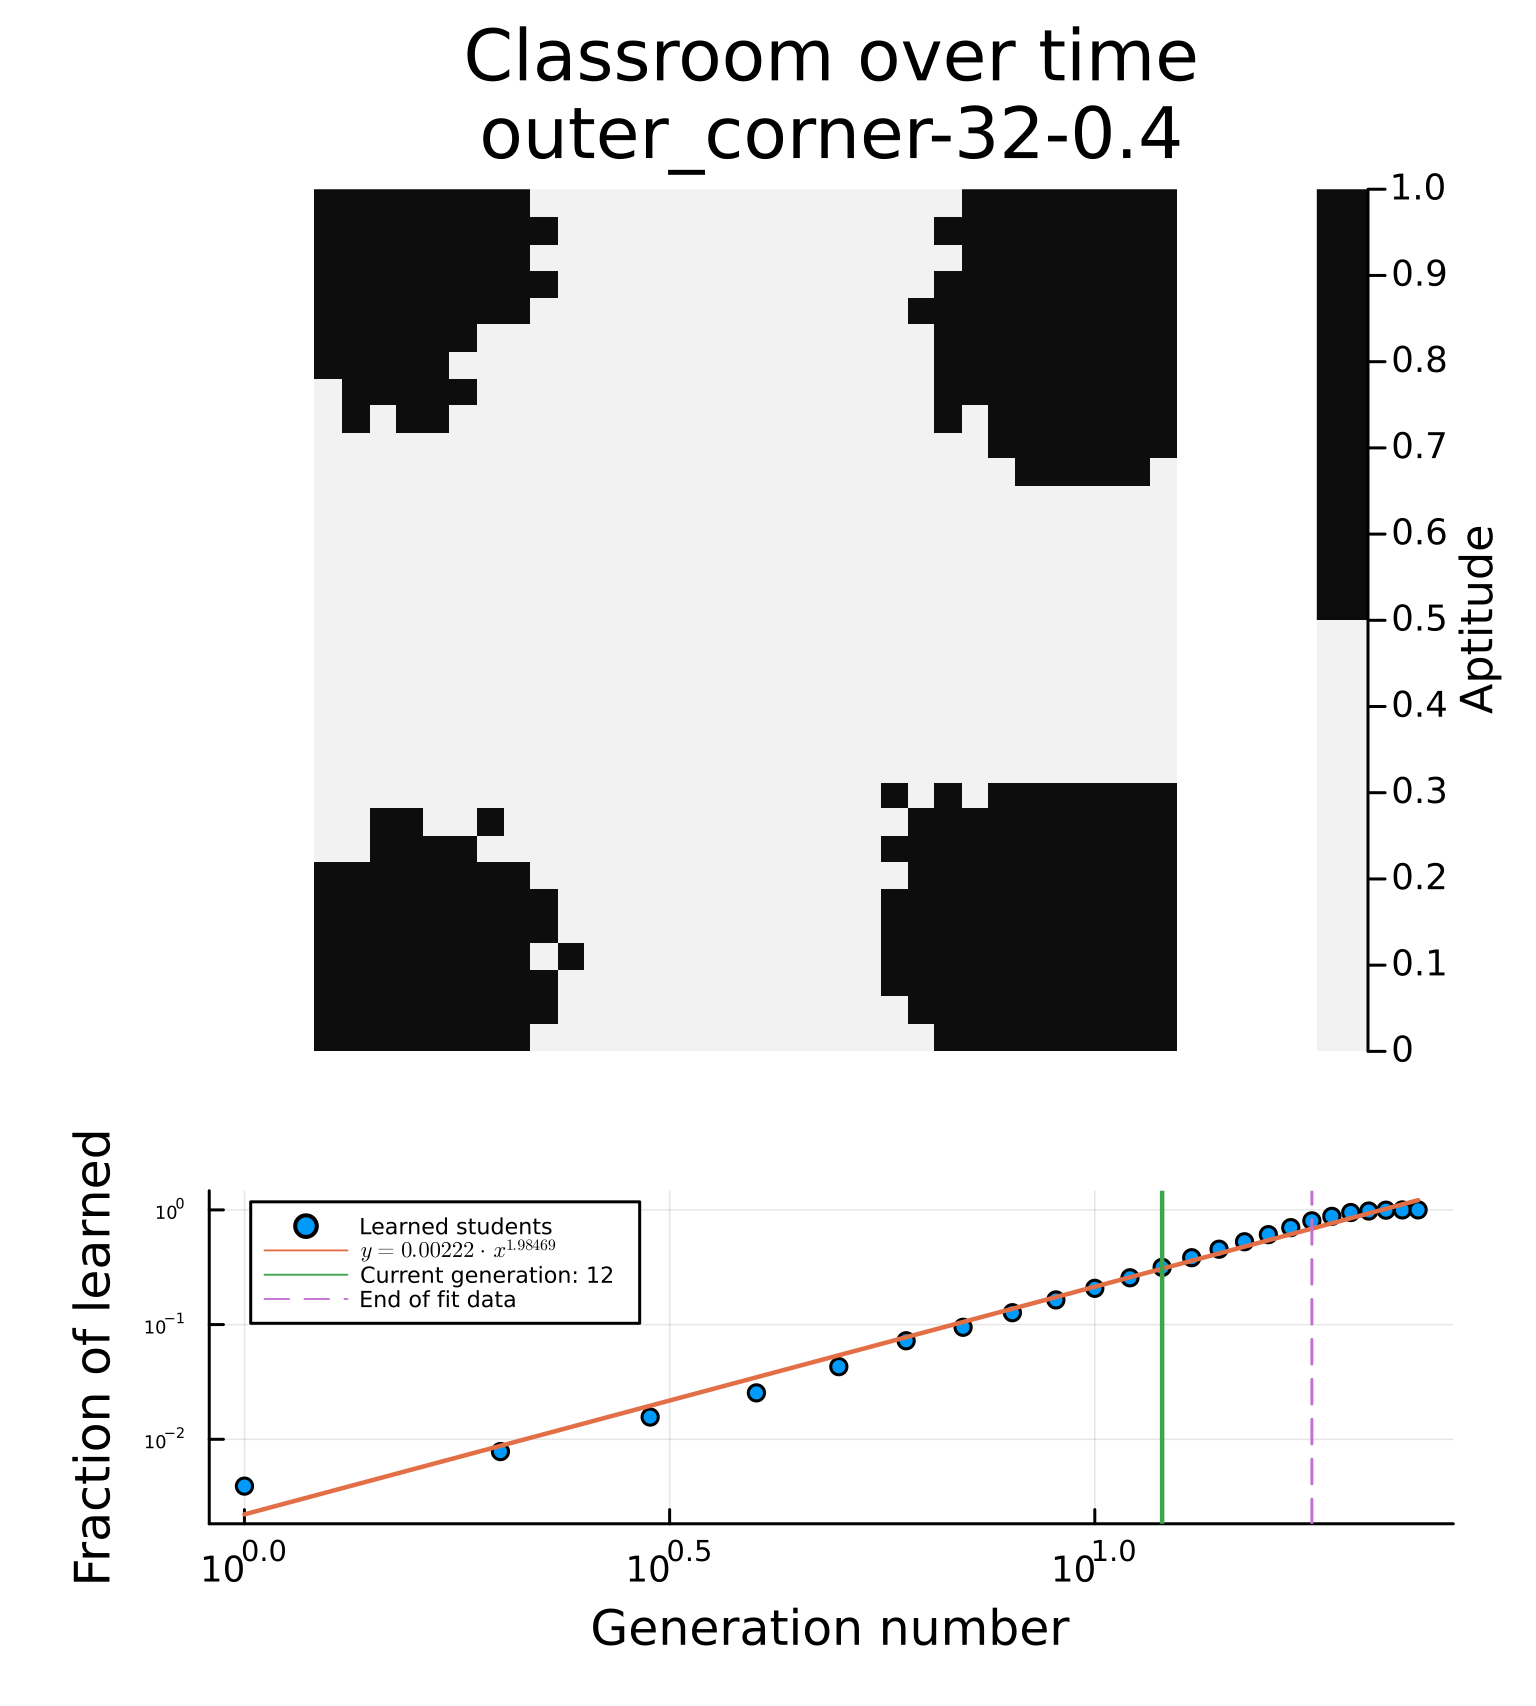 Classroom over time
outer_corner-32-0.4
1.0
0.9
0.8
0.7
0.6
0.5
0.4
0.3
0.2
0.1
0
Aptitude
Fraction of learned
10^0
10^-1
10^-2
Learned students
y = 0.00222 · x^1.98469
Current generation: 12
End of fit data
10^0.0
10^0.5
10^1.0
Generation number